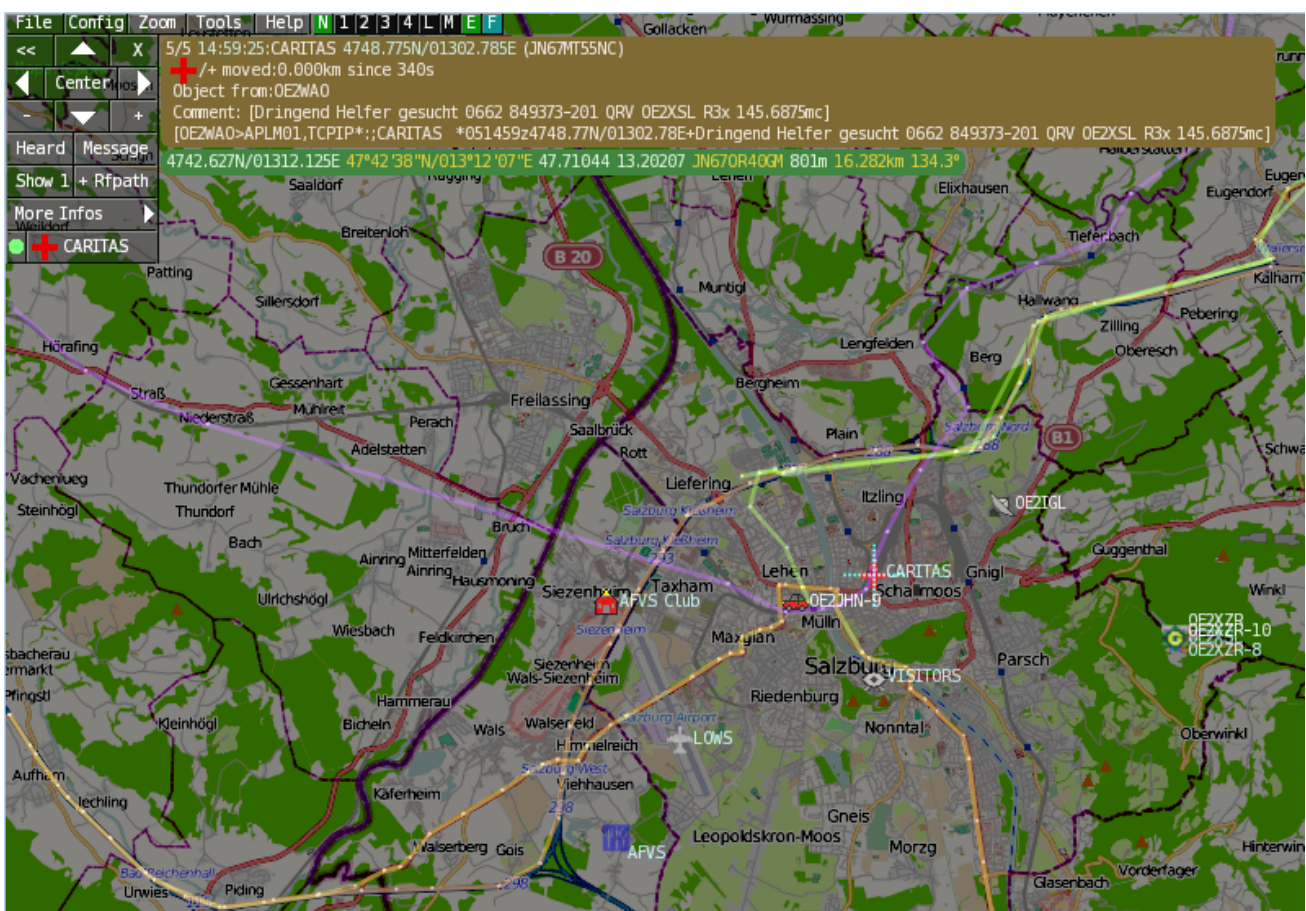 File Config Zoom Tools Help N 1 2 3 4 L M E F
<< X
Center
- +
Heard Message
Show 1 + Rfpath
More Infos
CARITAS
5/5 14:59:25:CARITAS 4748.775N/01302.785E (JN67MT55NC)
/+ moved:0.000km since 340s
Object from:OE2WAO
Comment: [Dringend Helfer gesucht 0662 849373-201 QRV OE2XSL R3x 145.6875mc]
[OE2WAO>APLM01,TCPIP*:;CARITAS *051459z4748.77N/01302.78E+Dringend Helfer gesucht 0662 849373-201 QRV OE2XSL R3x 145.6875mc]
4742.627N/01312.125E 47°42'38"N/013°12'07"E 47.71044 13.20207 JN67OR40GM 801m 16.282km 134.3°
Gollacken
Saaldorf
Elixhausen
Eugendorf
Breitenloh
Tiefenbach
B 20
Patting
Kalham
Muntigl
Sillersdorf
Hallwang
Pebering
Zilling
Hörafing
Lengfelden
Oberesch
Berg
Gessenhart
Bergheim
Straß
Freilassing
Niederstraß
Mühlreit
Perach
Saalbrück
Plain
Salzburg Nord
B1
288
288
Adelstetten
Rott
Vachenlueg
Thundorfer Mühle
Liefering
Itzling
Steinhögl
Thundorf
Salzburg Kleßheim
OE2IGL
Bruch
Bach
Salzburg Kleßheim
Mitterfelden
293
Guggenthal
Ainring
Ainring
Hausmoning
Lehen
CARITAS
Gnigl
Siezenheim
Taxham
Schallmoos
Winkl
Ulrichshögl
AFVS Club
OE2JHN-9
Mülln
OE2XZR
Wiesbach
Feldkirchen
Siezenheim
Maxglan
OE2XZR-10
OE2XZR-8
Siezenheim
Salzburg
Parsch
Wals-Siezenheim
VISITORS
Pfingstl
Hammerau
Riedenburg
Kleinhögl
Bicheln
Wals
Walserfeld
Salzburg Airport
Nonntal
Oberwinkl
Himmelreich
LOWS
Salzburg West
Aufham
Viehhausen
Käferheim
298
Jechling
Gneis
Leopoldskron-Moos
Morzg
Walserberg
Gois
AFVS
Bad Reichenhall
Vorderfager
Urwies
Piding
298
Glasenbach